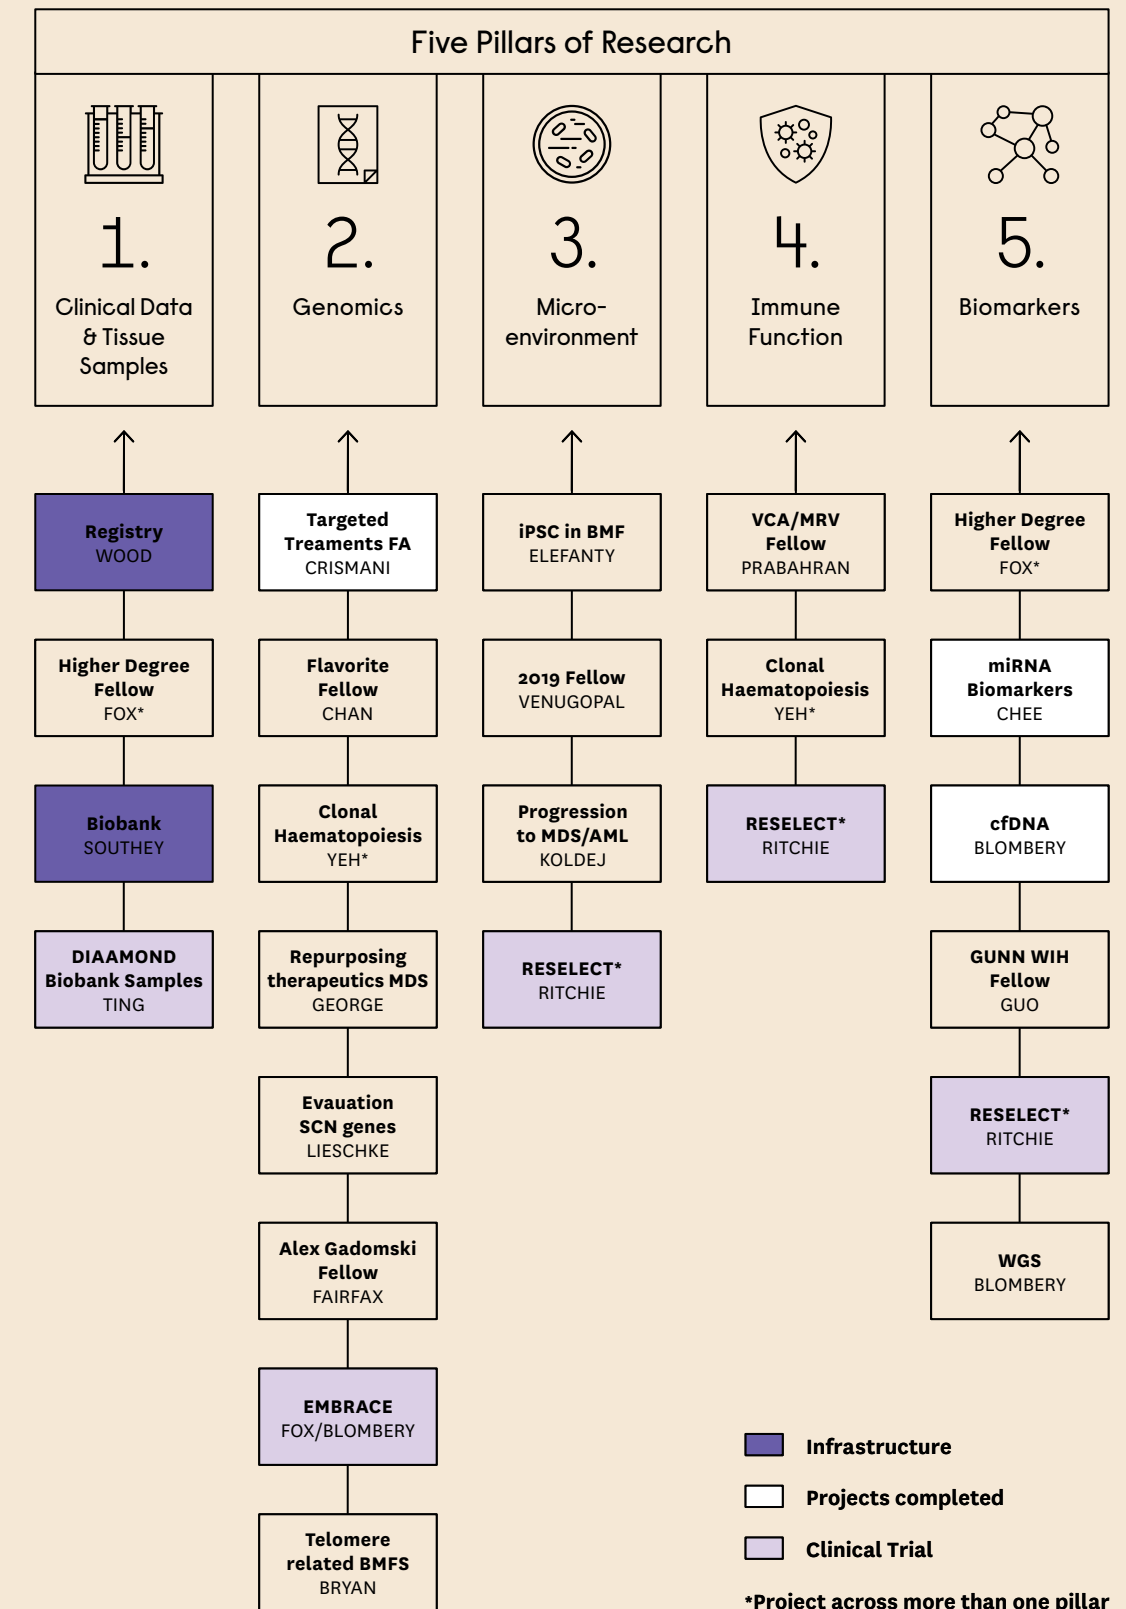 Five Pillars of Research
1.
Clinical Data
& Tissue
Samples
Registry
WOOD
Higher Degree
Fellow
FOX*
Biobank
SOUTHEY
DIAAMOND
Biobank Samples
TING
2.
Genomics
Targeted
Treaments FA
CRISMANI
Flavorite
Fellow
CHAN
Clonal
Haematopoiesis
YEH*
Repurposing
therapeutics MDS
GEORGE
Evauation
SCN genes
LIESCHKE
Alex Gadomski
Fellow
FAIRFAX
EMBRACE
FOX/BLOMBERY
Telomere
related BMFS
BRYAN
3.
Micro-
environment
iPSC in BMF
ELEFANTY
2019 Fellow
VENUGOPAL
Progression
to MDS/AML
KOLDEJ
RESELECT*
RITCHIE
4.
Immune
Function
VCA/MRV
Fellow
PRABAHRAN
Clonal
Haematopoiesis
YEH*
RESELECT*
RITCHIE
5.
Biomarkers
Higher Degree
Fellow
FOX*
miRNA
Biomarkers
CHEE
cfDNA
BLOMBERY
GUNN WIH
Fellow
GUO
RESELECT*
RITCHIE
WGS
BLOMBERY
Infrastructure
Projects completed
Clinical Trial
*Project across more than one pillar